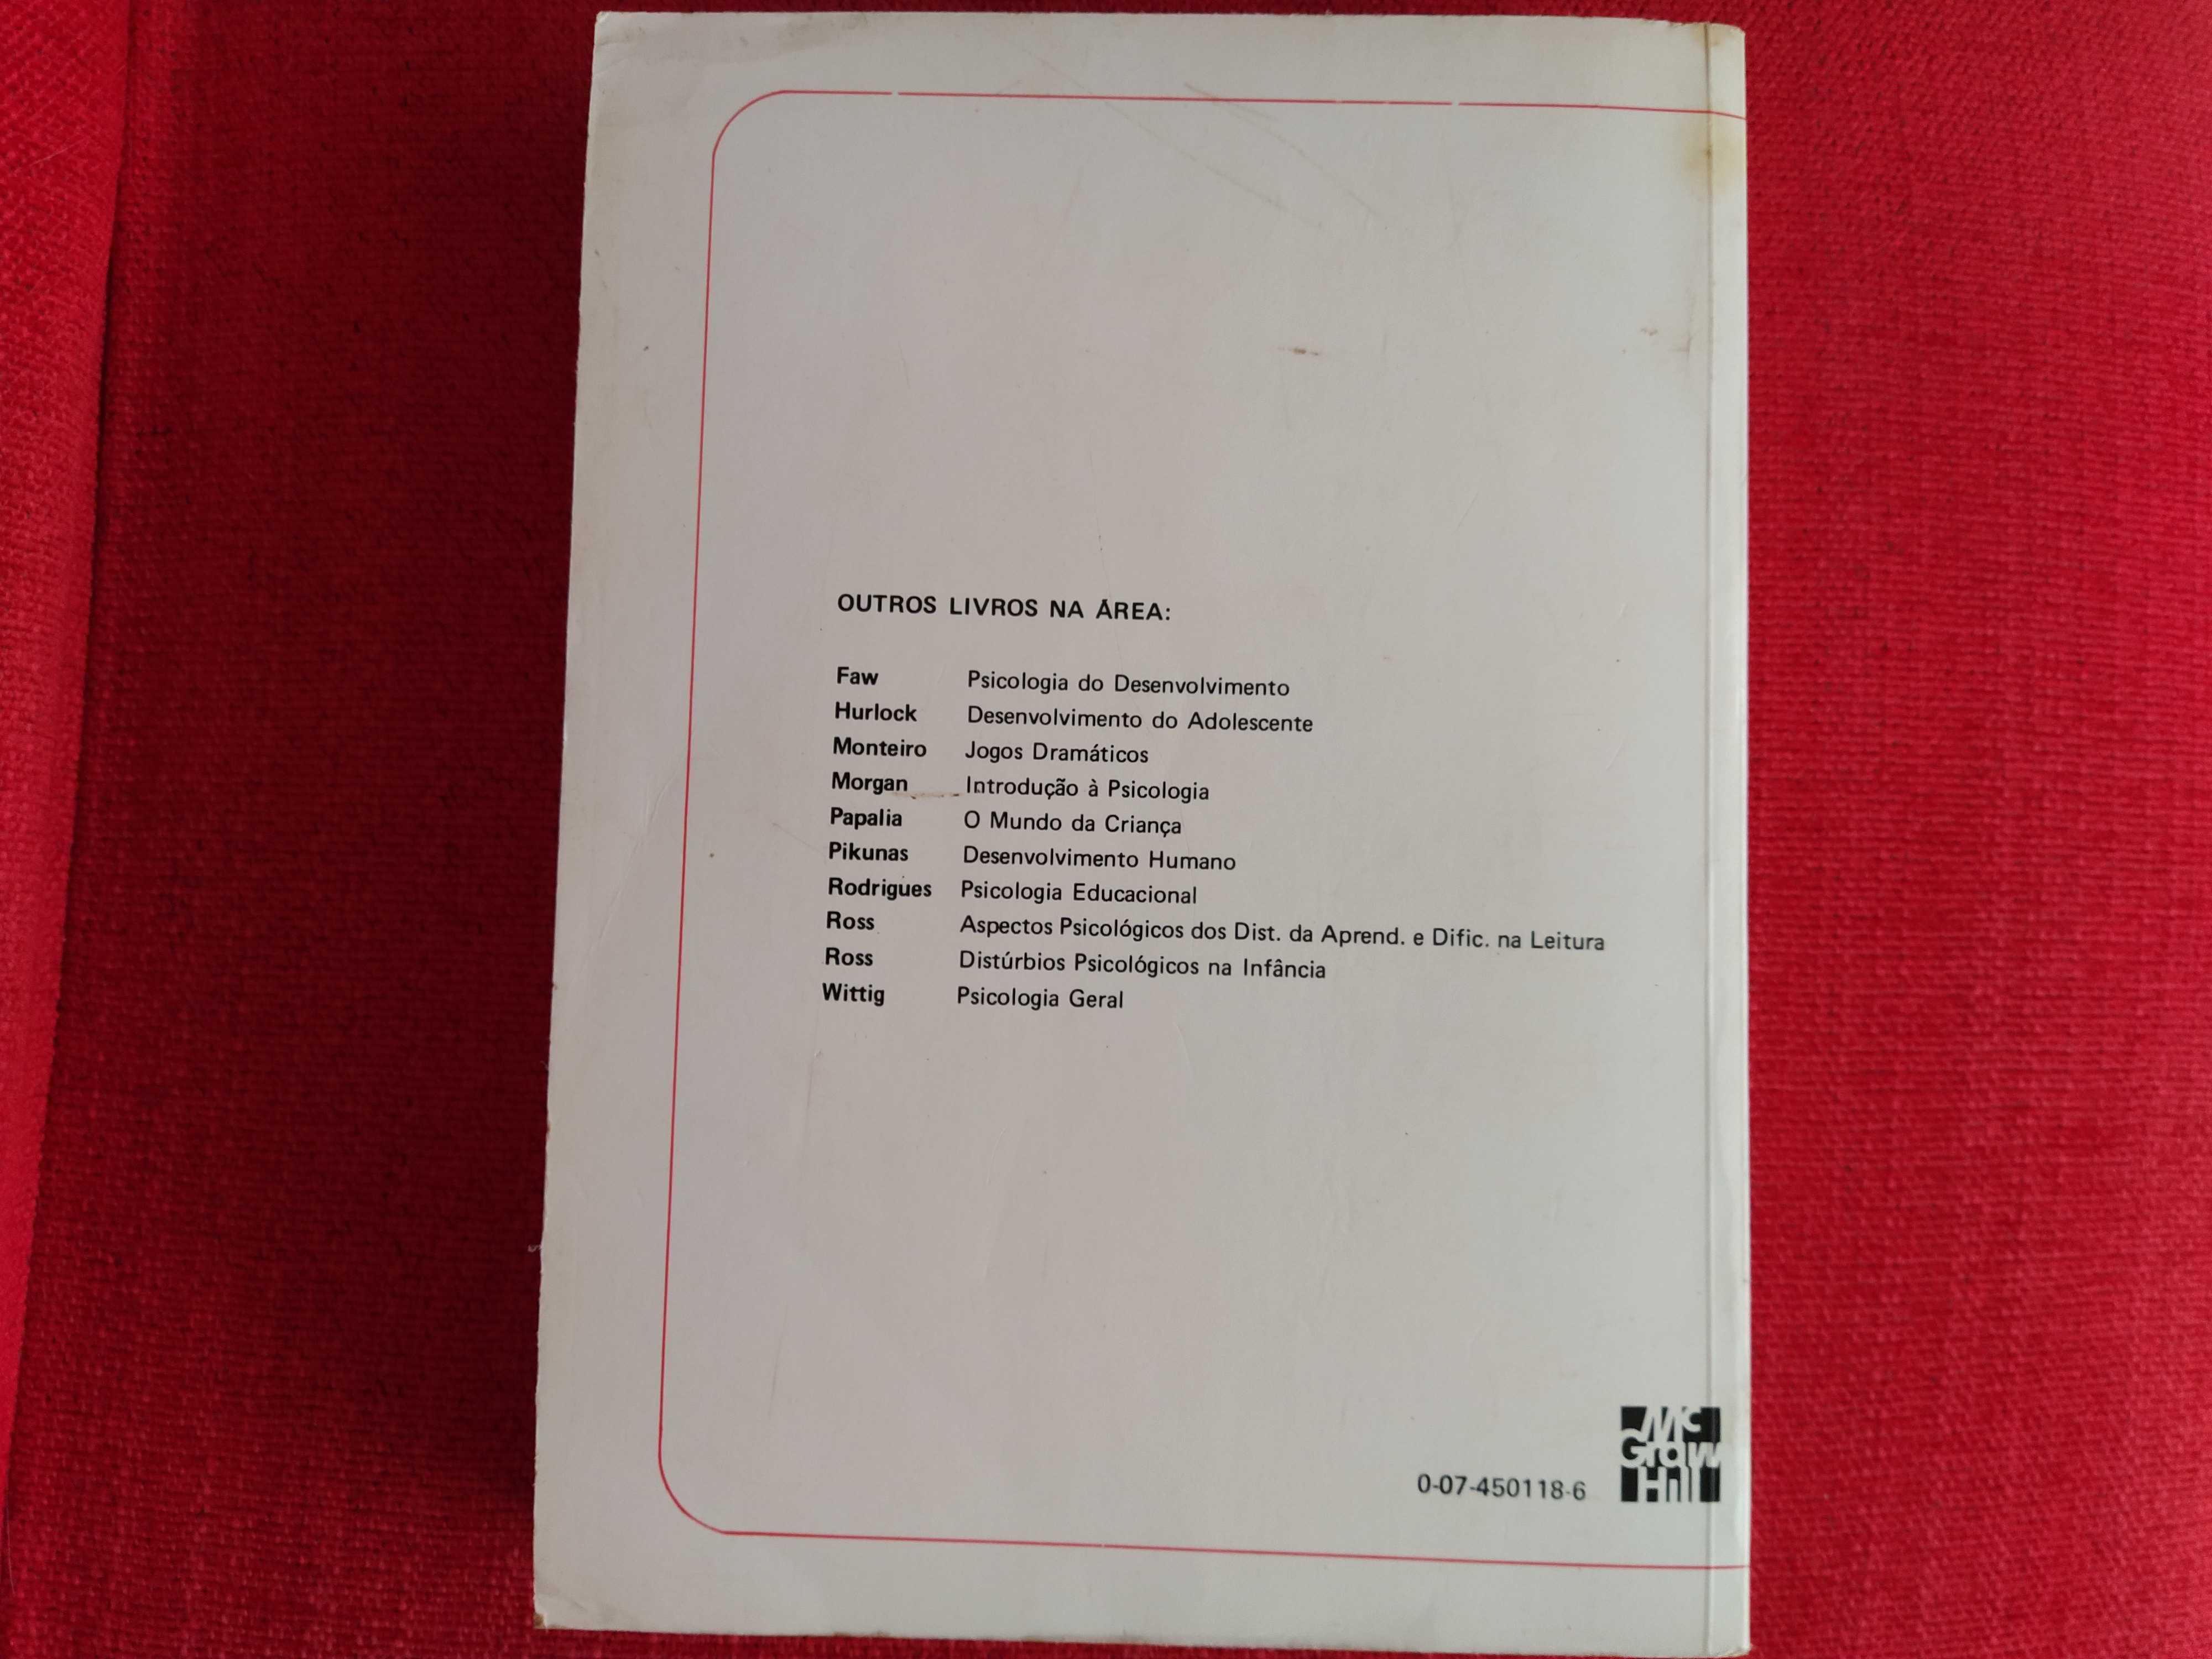 OUTROS LIVROS NA ÁREA:
Faw Psicologia do Desenvolvimento
Hurlock Desenvolvimento do Adolescente
Monteiro Jogos Dramáticos
Morgan Introdução à Psicologia
Papalia O Mundo da Criança
Pikunas Desenvolvimento Humano
Rodrigues Psicologia Educacional
Ross Aspectos Psicológicos dos Dist. da Aprend. e Dific. na Leitura
Ross Distúrbios Psicológicos na Infância
Wittig Psicologia Geral
Mc
Graw
Hill
0-07-450118-6